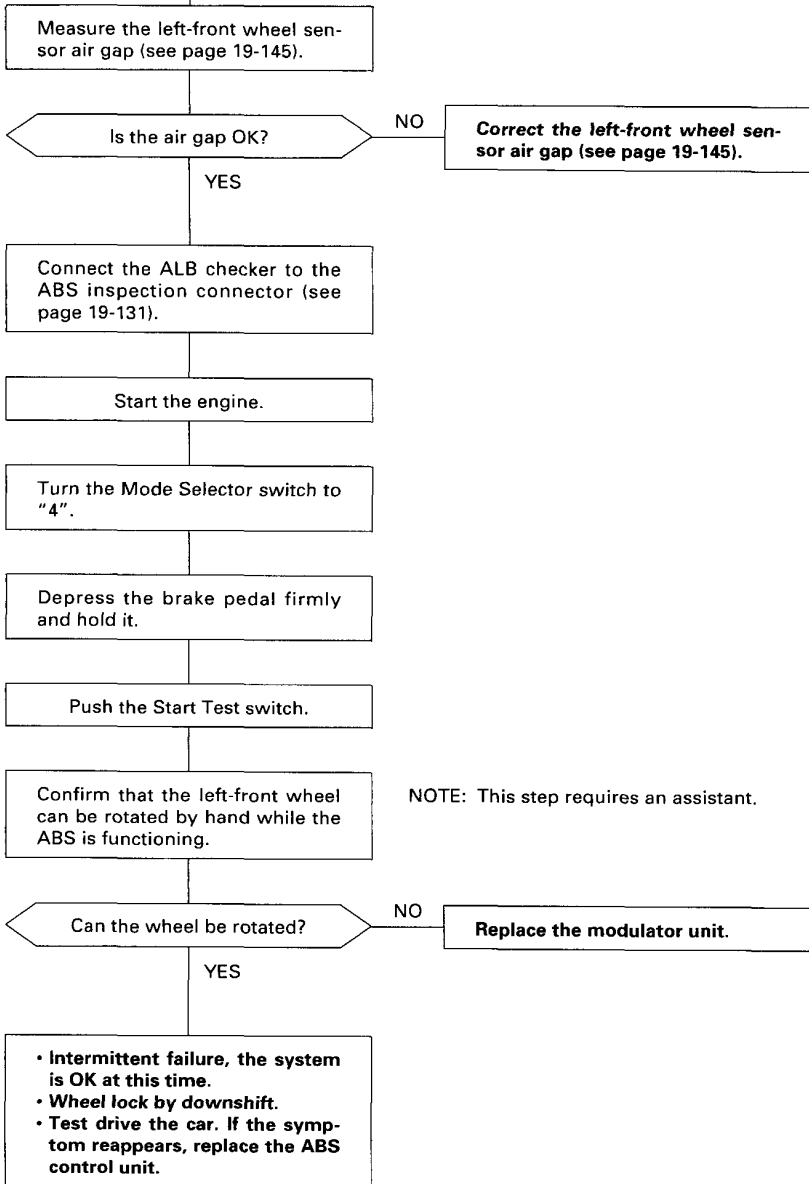 Measure the left-front wheel sen-
sor air gap (see page 19-145).
Is the air gap OK?
NO
Correct the left-front wheel sen-
sor air gap (see page 19-145).
YES
Connect the ALB checker to the
ABS inspection connector (see
page 19-131).
Start the engine.
Turn the Mode Selector switch to
"4".
Depress the brake pedal firmly
and hold it.
Push the Start Test switch.
Confirm that the left-front wheel
can be rotated by hand while the
ABS is functioning.
NOTE: This step requires an assistant.
Can the wheel be rotated?
NO
Replace the modulator unit.
YES
• Intermittent failure, the system
is OK at this time.
• Wheel lock by downshift.
• Test drive the car. If the symp-
tom reappears, replace the ABS
control unit.